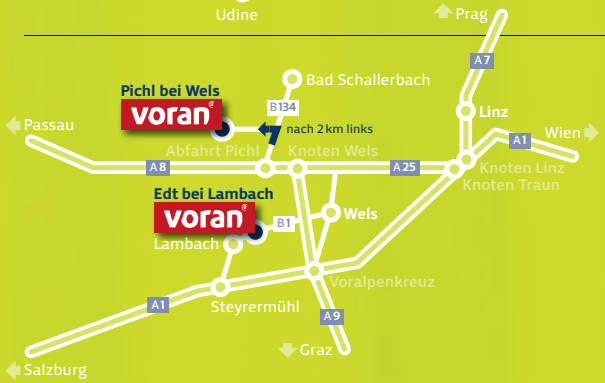 Udine
Prag
A7
Bad Schallerbach
Pichl bei Wels
voran®
B134
Linz
Passau
nach 2 km links
A1
Wien
Abfahrt Pichl
Knoten Wels
A8
A25
Knoten Linz
Knoten Traun
Edt bei Lambach
voran®
B1
Wels
Lambach
Voralpenkreuz
A1
Steyrermühl
A9
Graz
Salzburg